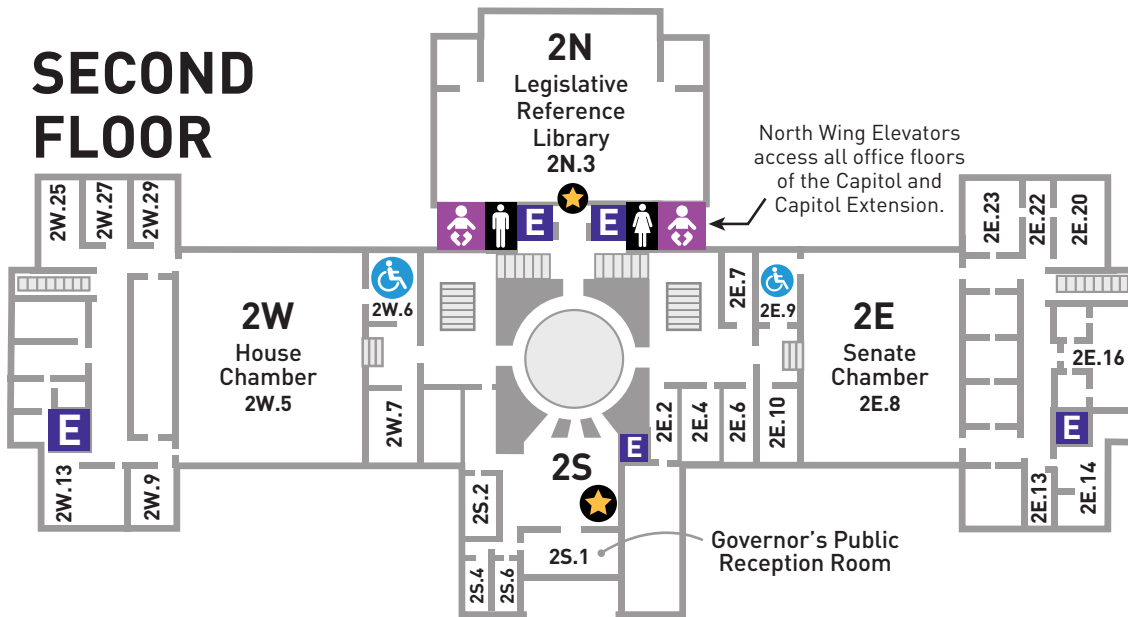 SECOND
FLOOR
2N
Legislative
Reference
Library
2N.3
North Wing Elevators
access all office floors
of the Capitol and
Capitol Extension.
2W.25
2W.27
2W.29
2E.23
2E.22
2E.20
E
E
2W
House
Chamber
2W.5
2W.6
2E.7
2E.9
2E
Senate
Chamber
2E.8
2E.16
2W.7
2E.2
2E.4
2E.6
2E.10
E
E
E
2S
2W.13
2W.9
2S.2
2E.13
2E.14
2S.1
Governor’s Public
Reception Room
2S.4
2S.6